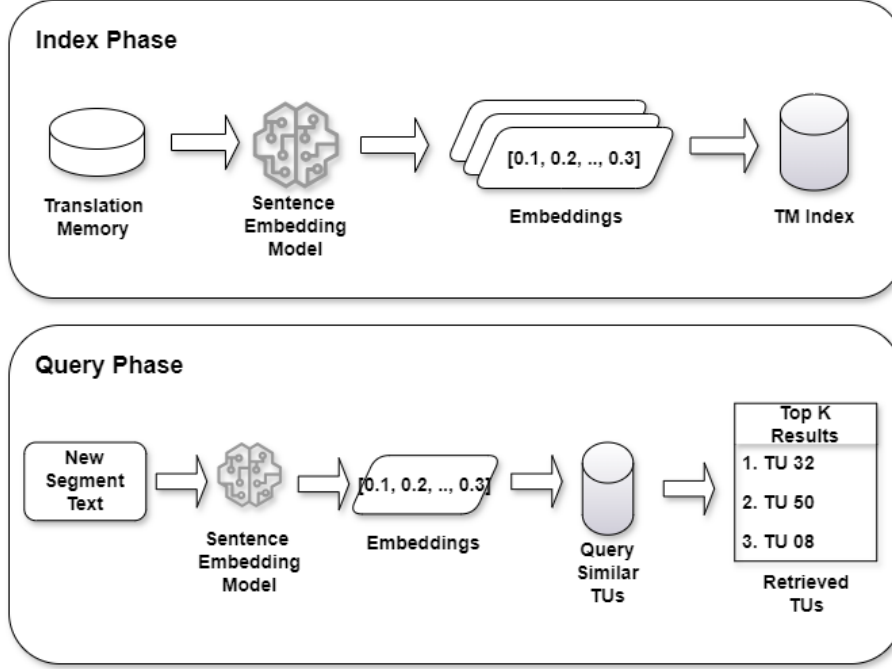 Index Phase
[0.1, 0.2, .., 0.3]
Translation
Memory
Sentence
Embedding
Model
Embeddings
TM Index
Query Phase
New
Segment
Text
Sentence
Embedding
Model
[0.1, 0.2, .., 0.3]
Embeddings
Query
Similar
TUs
Top K
Results
1. TU 32
2. TU 50
3. TU 08
Retrieved
TUs